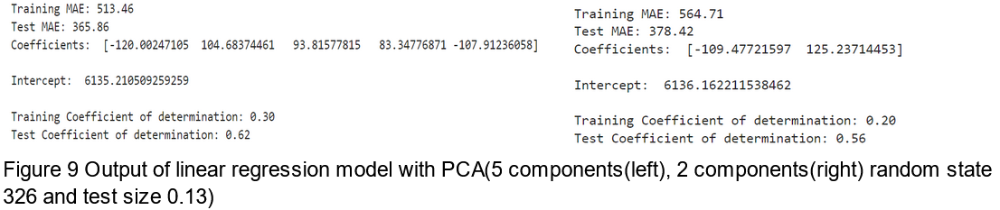 Training MAE: 513.46
Test MAE: 365.86
Coefficients:  [-120.00247105  104.68374461   93.81577815   83.34776871 -107.91236058]
Intercept:  6135.210509259259
Training Coefficient of determination: 0.30
Test Coefficient of determination: 0.62
Training MAE: 564.71
Test MAE: 378.42
Coefficients:  [-109.47721597  125.23714453]
Intercept:  6136.162211538462
Training Coefficient of determination: 0.20
Test Coefficient of determination: 0.56
Figure 9 Output of linear regression model with PCA(5 components(left), 2 components(right) random state
326 and test size 0.13)